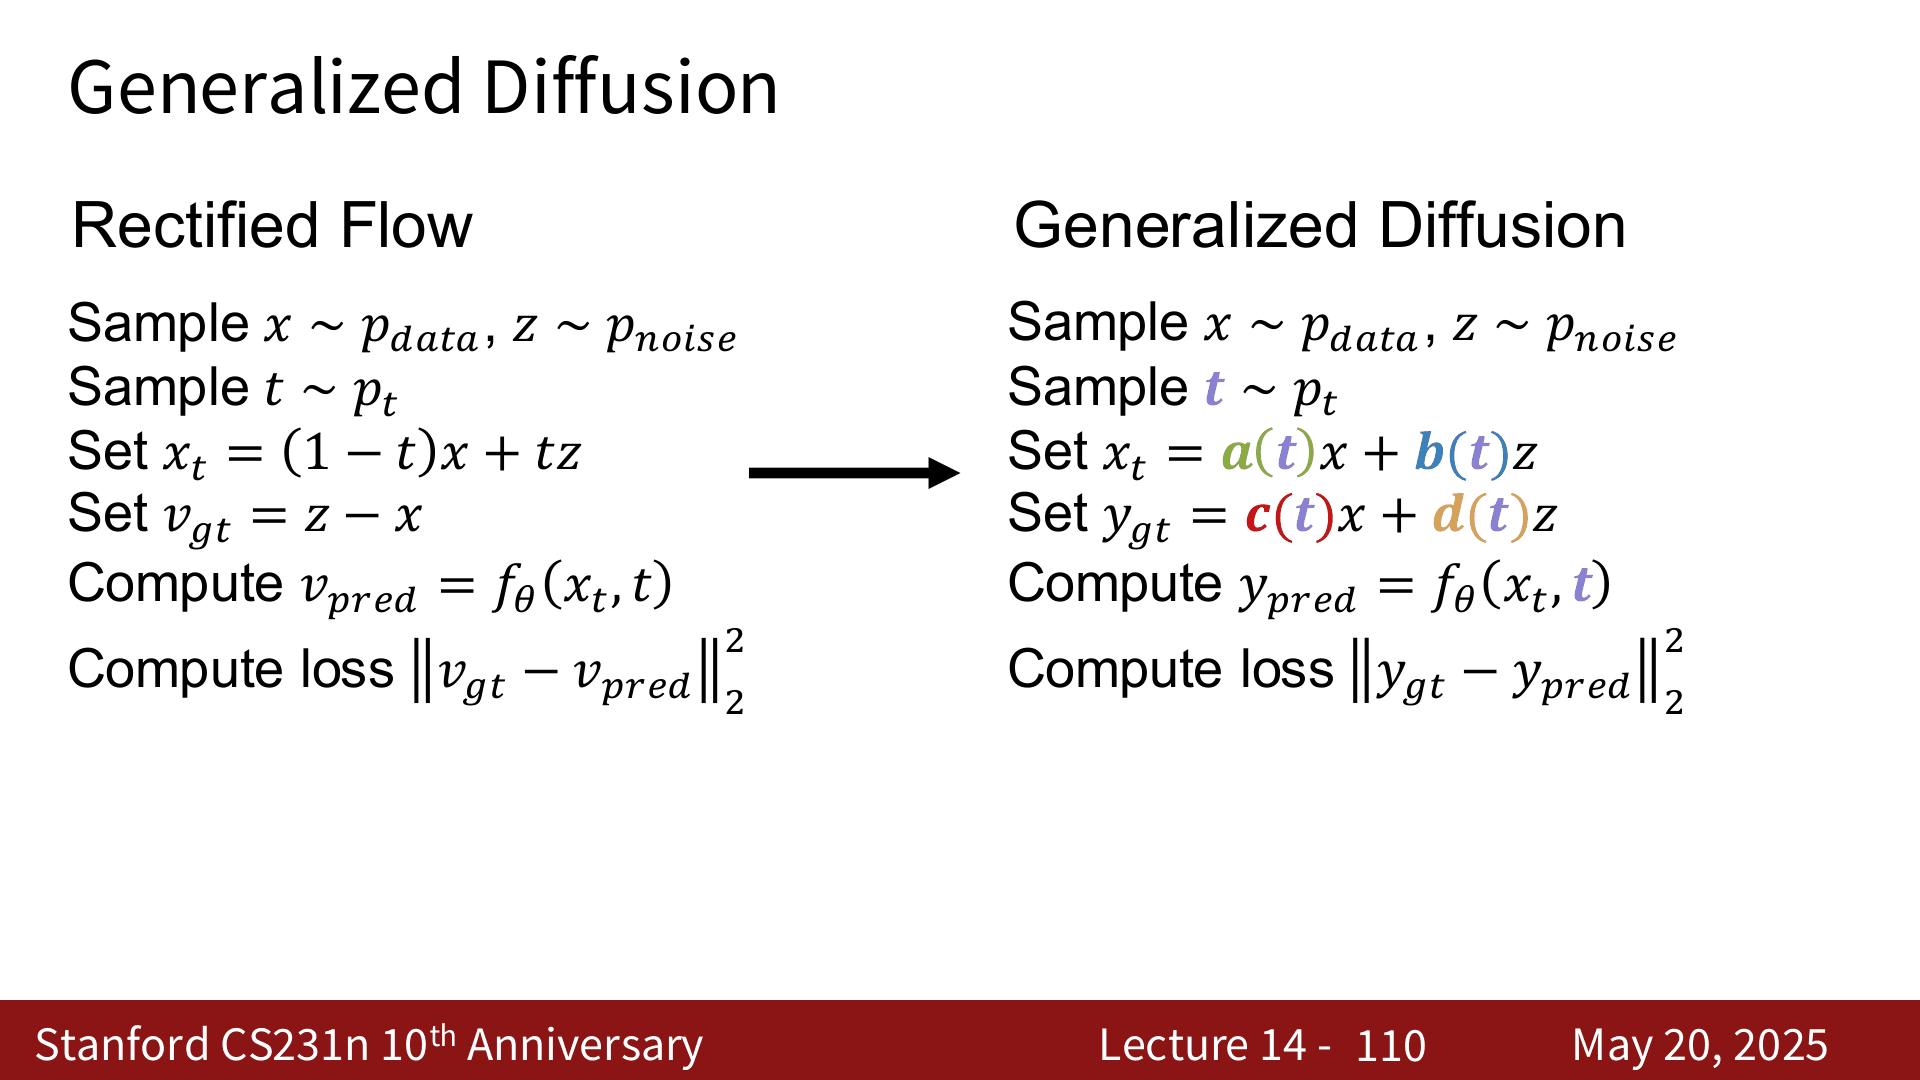 Generalized Diffusion
Rectified Flow
Sample x ~ p_data, z ~ p_noise
Sample t ~ p_t
Set x_t = (1 − t)x + tz
Set v_gt = z − x
Compute v_pred = f_θ(x_t, t)
Compute loss ‖v_gt − v_pred‖_2^2
Generalized Diffusion
Sample x ~ p_data, z ~ p_noise
Sample t ~ p_t
Set x_t = a(t)x + b(t)z
Set y_gt = c(t)x + d(t)z
Compute y_pred = f_θ(x_t, t)
Compute loss ‖y_gt − y_pred‖_2^2
Stanford CS231n 10th Anniversary
Lecture 14 - 110
May 20, 2025